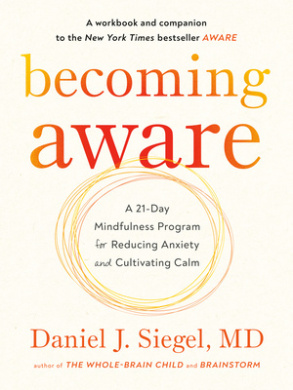 A workbook and companion
to the New York Times bestseller AWARE
becoming
aware
A 21-Day
Mindfulness Program
for Reducing Anxiety
and Cultivating Calm
Daniel J. Siegel, MD
author of THE WHOLE-BRAIN CHILD and BRAINSTORM